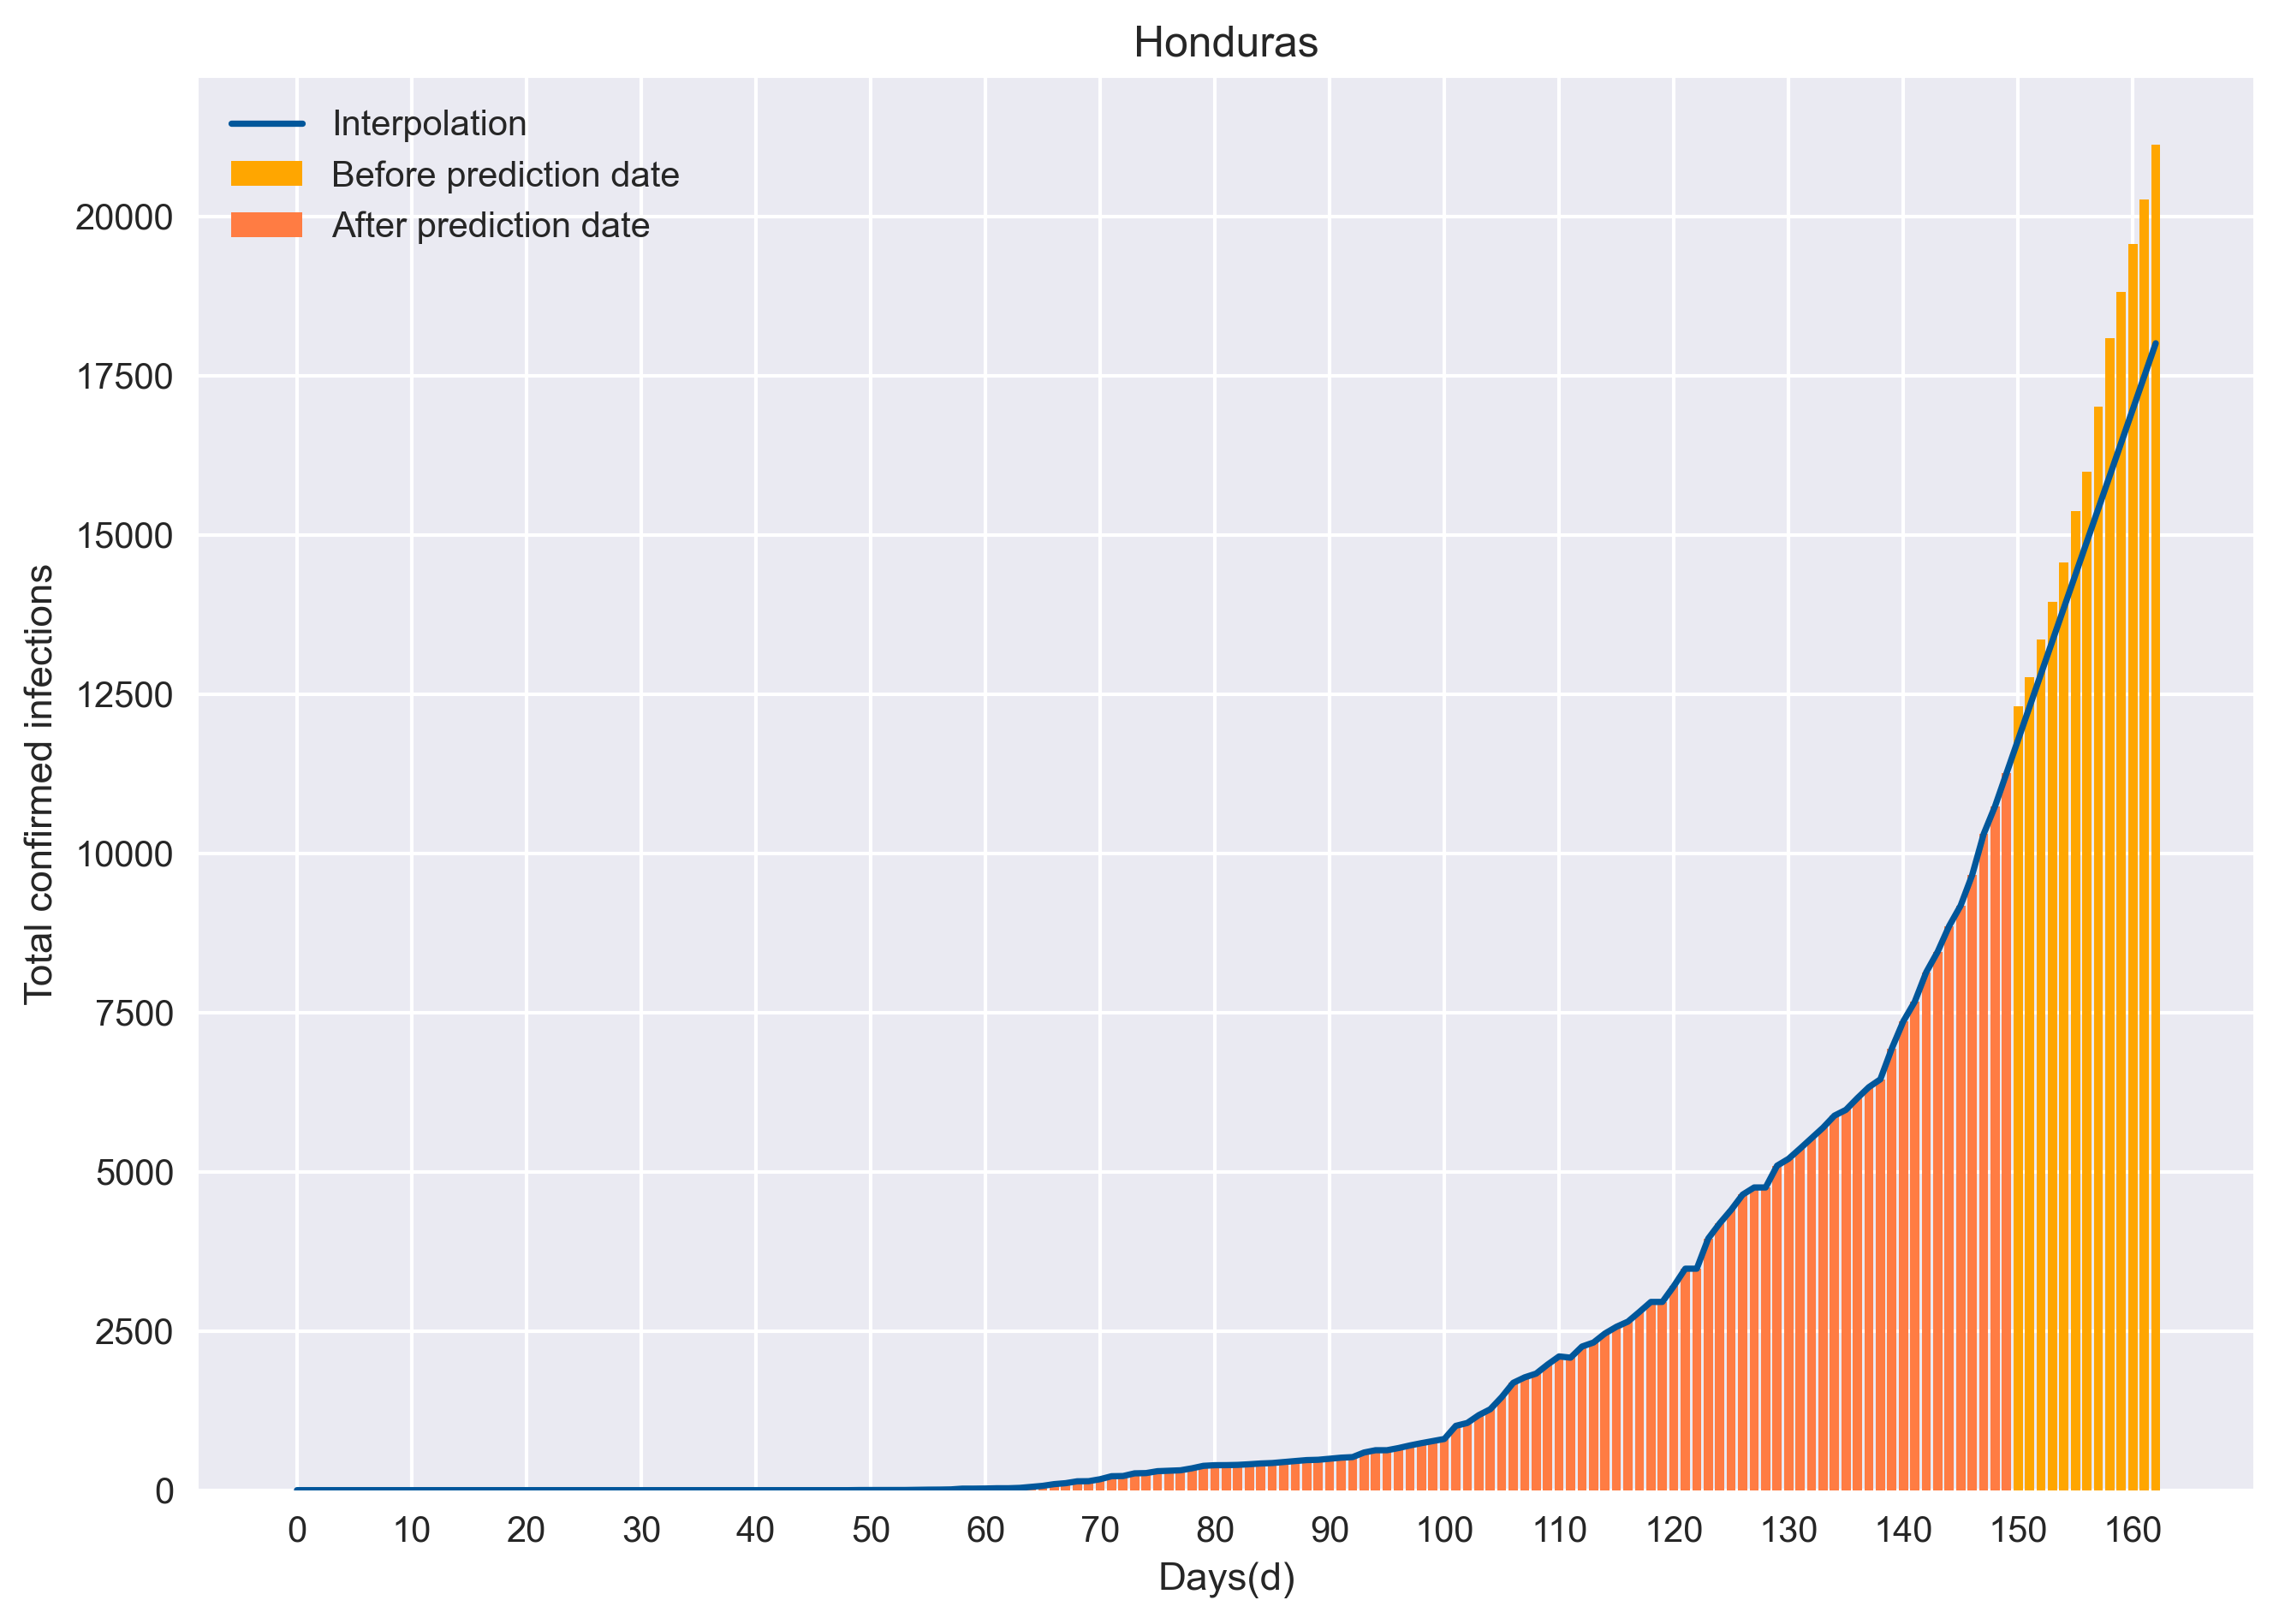 Honduras
Interpolation
Before prediction date
After prediction date
20000
17500
15000
12500
10000
7500
5000
2500
0
Total confirmed infections
0 10 20 30 40 50 60 70 80 90 100 110 120 130 140 150 160
Days(d)